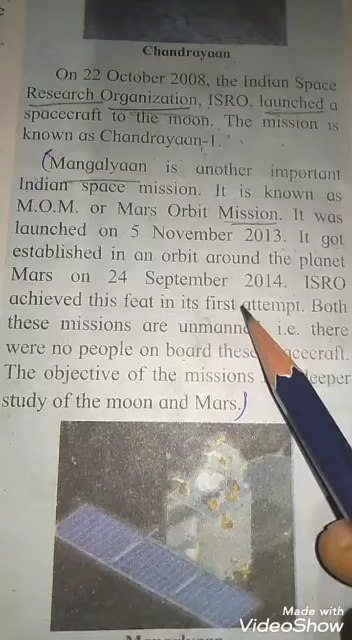 Chandrayaan
On 22 October 2008, the Indian Space
Research Organization, ISRO, launched a
spacecraft to the moon. The mission is
known as Chandrayaan-1.
(Mangalyaan is another important
Indian space mission. It is known as
M.O.M. or Mars Orbit Mission. It was
launched on 5 November 2013. It got
established in an orbit around the planet
Mars on 24 September 2014. ISRO
achieved this feat in its first attempt. Both
these missions are i.e. there
were no people on board
The objective of the missions
study of the moon and Mars.)
Made with
VideoShow